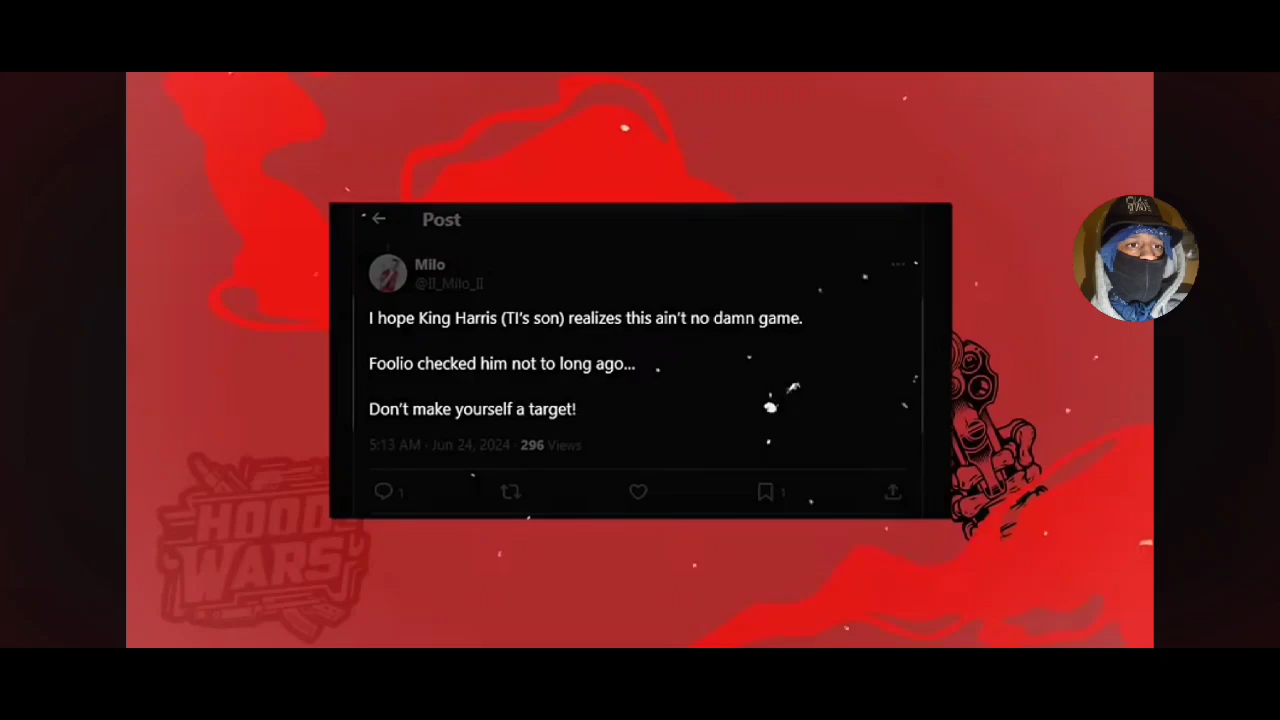 Post
Milo
@II_Milo_II
I hope King Harris (TI's son) realizes this ain't no damn game.
Foolio checked him not to long ago...
Don't make yourself a target!
5:13 AM · Jun 24, 2024 · 296 Views
1
1
HOOD
WARS